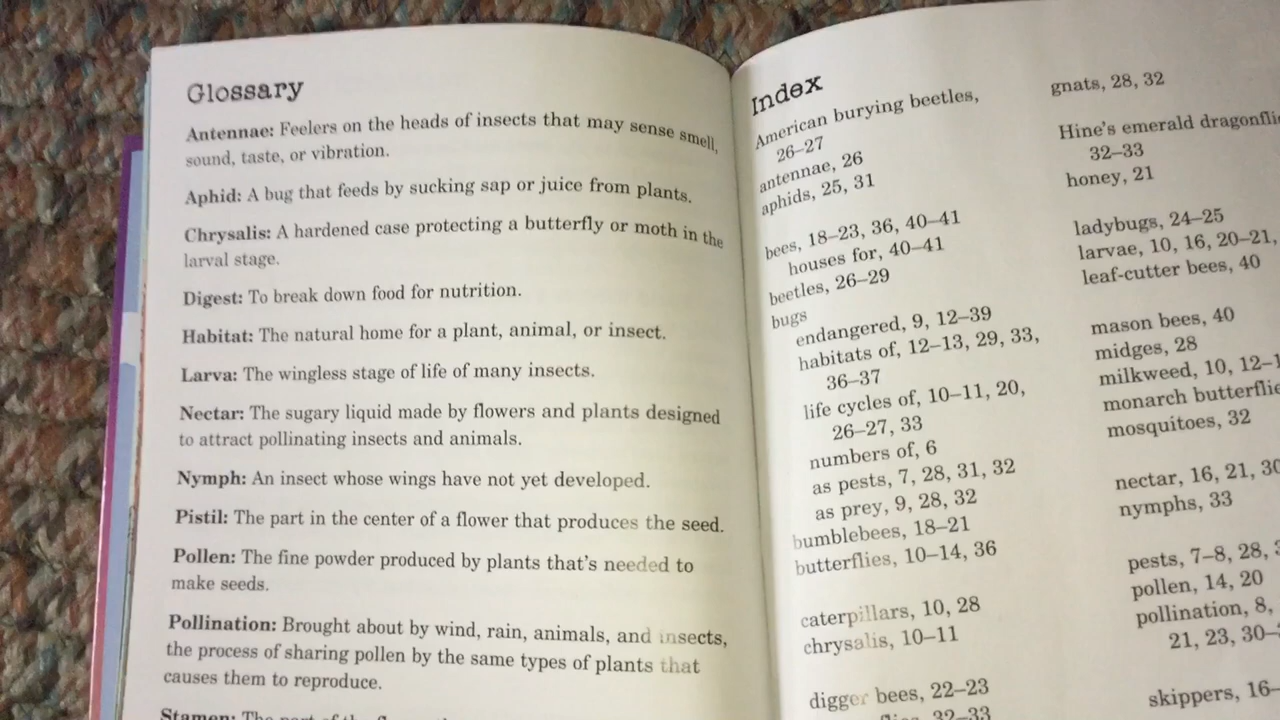 Glossary
Antennae: Feelers on the heads of insects that may sense smell,
sound, taste, or vibration.
Aphid: A bug that feeds by sucking sap or juice from plants.
Chrysalis: A hardened case protecting a butterfly or moth in the
larval stage.
Digest: To break down food for nutrition.
Habitat: The natural home for a plant, animal, or insect.
Larva: The wingless stage of life of many insects.
Nectar: The sugary liquid made by flowers and plants designed
to attract pollinating insects and animals.
Nymph: An insect whose wings have not yet developed.
Pistil: The part in the center of a flower that produces the seed.
Pollen: The fine powder produced by plants that's needed to
make seeds.
Pollination: Brought about by wind, rain, animals, and insects,
the process of sharing pollen by the same types of plants that
causes them to reproduce.
Stamen: The part of the
Index
American burying beetles,
26–27
antennae, 26
aphids, 25, 31
bees, 18–23, 36, 40–41
houses for, 40–41
beetles, 26–29
bugs
endangered, 9, 12–39
habitats of, 12–13, 29, 33,
36–37
life cycles of, 10–11, 20,
26–27, 33
numbers of, 6
as pests, 7, 28, 31, 32
as prey, 9, 28, 32
bumblebees, 18–21
butterflies, 10–14, 36
caterpillars, 10, 28
chrysalis, 10–11
digger bees, 22–23
32–33
gnats, 28, 32
Hine's emerald
32–33
honey, 21
ladybugs, 24–25
larvae, 10, 16, 20–21,
leaf-cutter bees, 40
mason bees, 40
midges, 28
milkweed, 10,
monarch
mosquitoes, 32
nectar, 16, 21,
nymphs, 33
pests, 7–8, 28,
pollen, 14, 20
pollination, 8,
21, 23,
skippers,